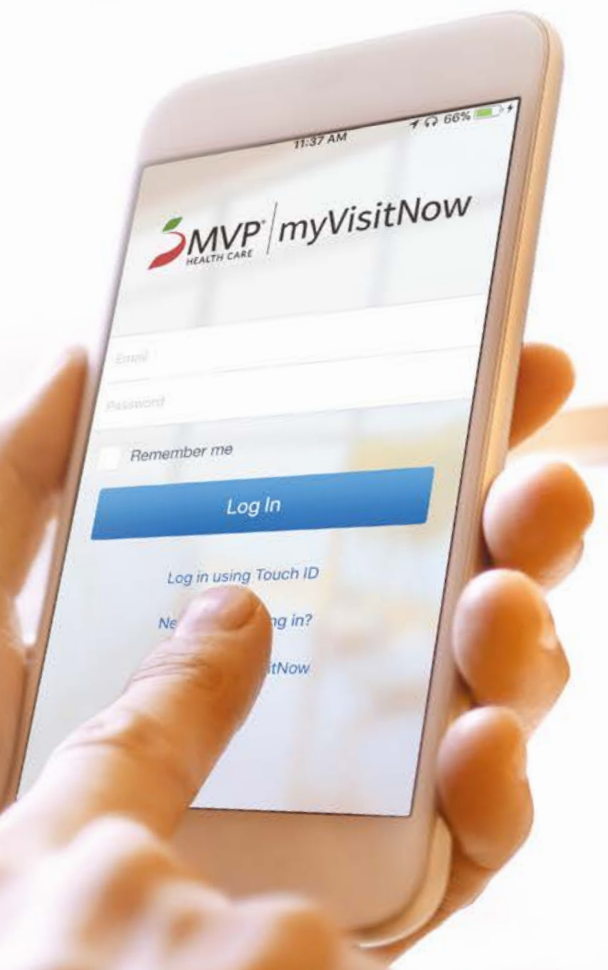 11:37 AM 66%
MVP® myVisitNow
HEALTH CARE
Email
Password
Remember me
Log In
Log in using Touch ID
in?